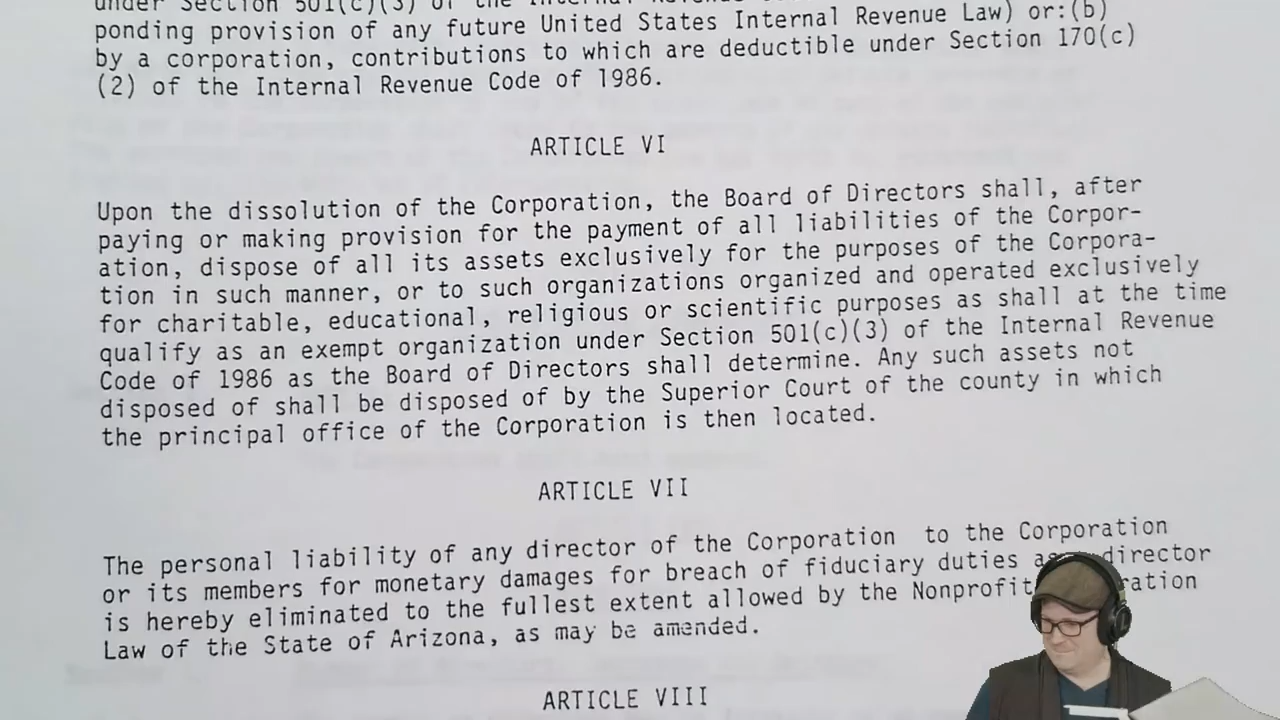 under Section 501(c)(3) of the Internal
ponding provision of any future United States Internal Revenue Law) or:(b)
by a corporation, contributions to which are deductible under Section 170(c)
(2) of the Internal Revenue Code of 1986.
ARTICLE VI
Upon the dissolution of the Corporation, the Board of Directors shall, after
paying or making provision for the payment of all liabilities of the Corpor-
ation, dispose of all its assets exclusively for the purposes of the Corpora-
tion in such manner, or to such organizations organized and operated exclusively
for charitable, educational, religious or scientific purposes as shall at the time
qualify as an exempt organization under Section 501(c)(3) of the Internal Revenue
Code of 1986 as the Board of Directors shall determine. Any such assets not
disposed of shall be disposed of by the Superior Court of the county in which
the principal office of the Corporation is then located.
ARTICLE VII
The personal liability of any director of the Corporation to the Corporation
or its members for monetary damages for breach of fiduciary duties director
is hereby eliminated to the fullest extent allowed by the Nonprofit ration
Law of the State of Arizona, as may be amended.
ARTICLE VIII